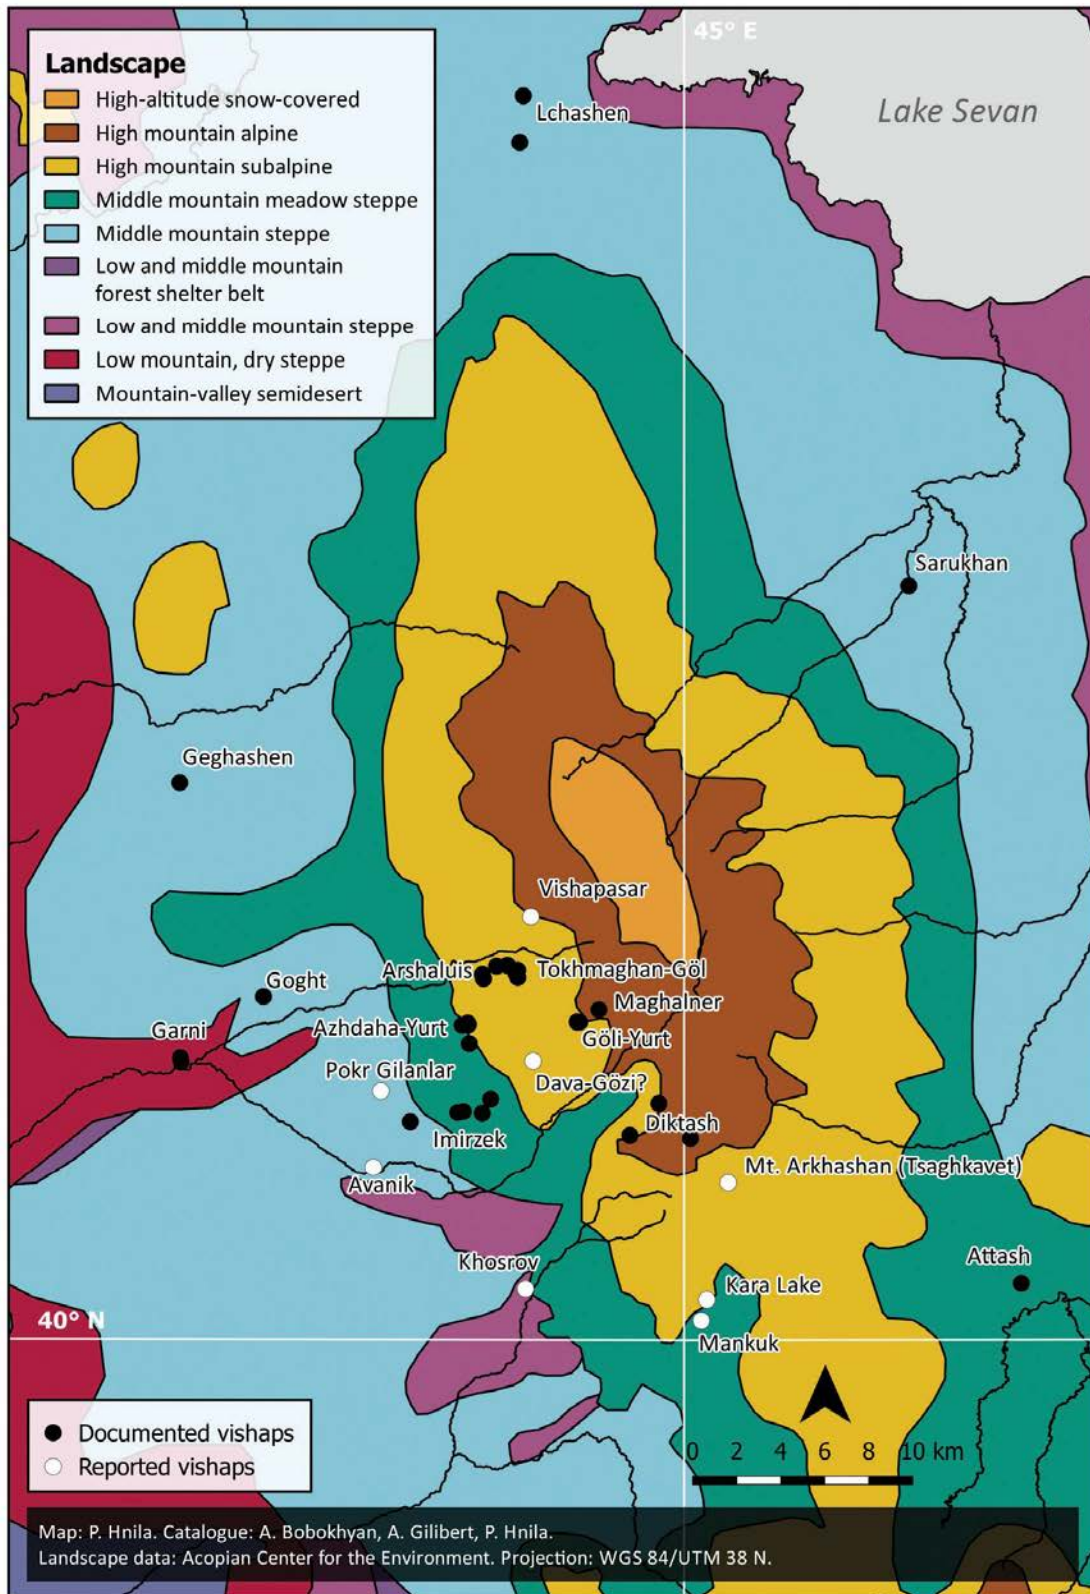 45° E
Lake Sevan
Landscape
High-altitude snow-covered
High mountain alpine
High mountain subalpine
Middle mountain meadow steppe
Middle mountain steppe
Low and middle mountain
forest shelter belt
Low and middle mountain steppe
Low mountain, dry steppe
Mountain-valley semidesert
Lchashen
Sarukhan
Geghashen
Vishapasar
Arshaluis
Tokhmaghan-Göl
Goght
Maghalner
Azhdaha-Yurt
Garni
Göli-Yurt
Pokr Gilanlar
Dava-Gözi?
Imirzek
Diktash
Mt. Arkhashan (Tsaghkavet)
Avanik
Khosrov
Attash
Kara Lake
40° N
Mankuk
Documented vishaps
Reported vishaps
0 2 4 6 8 10 km
Map: P. Hnila. Catalogue: A. Bobokhyan, A. Gilibert, P. Hnila.
Landscape data: Acopian Center for the Environment. Projection: WGS 84/UTM 38 N.